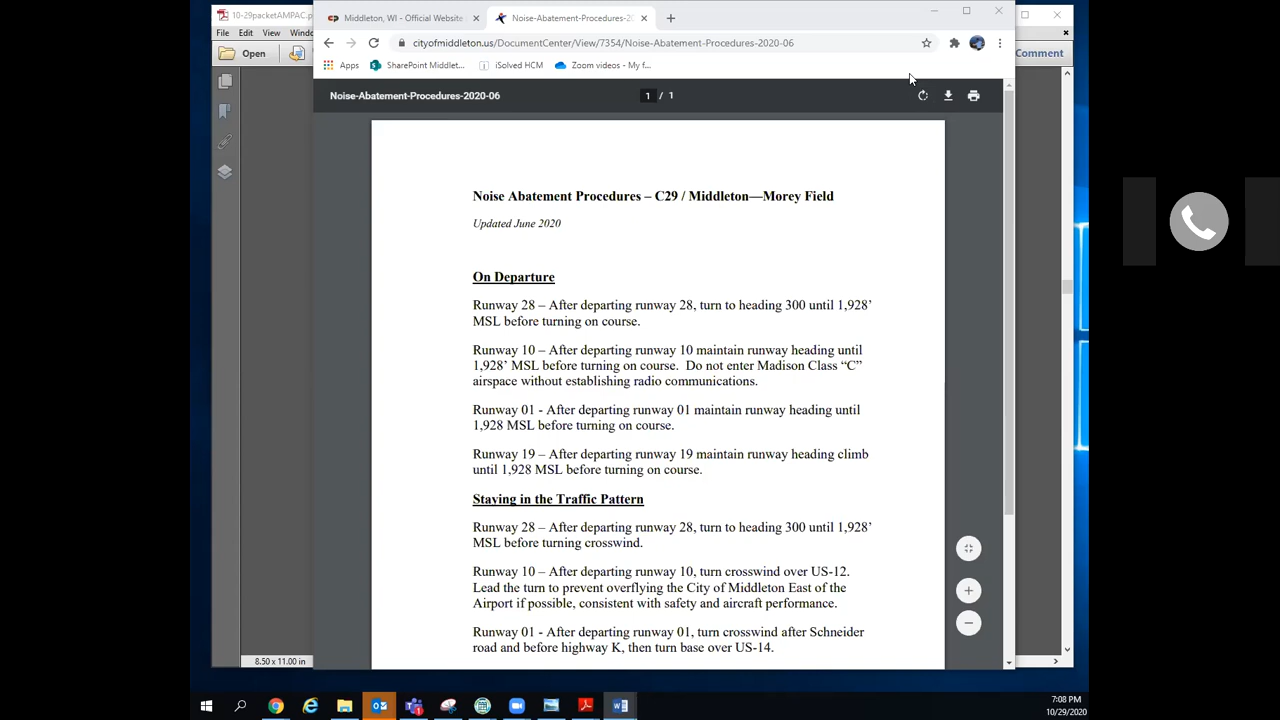 10-29packetAMPAC.p
File Edit View Windo
Open
Comment
Middleton, WI - Official Website
Noise-Abatement-Procedures-20
cityofmiddleton.us/DocumentCenter/View/7354/Noise-Abatement-Procedures-2020-06
Apps SharePoint Middlet... iSolved HCM Zoom videos - My f...
Noise-Abatement-Procedures-2020-06
1 / 1
Noise Abatement Procedures – C29 / Middleton—Morey Field
Updated June 2020
On Departure
Runway 28 – After departing runway 28, turn to heading 300 until 1,928’
MSL before turning on course.
Runway 10 – After departing runway 10 maintain runway heading until
1,928’ MSL before turning on course. Do not enter Madison Class “C”
airspace without establishing radio communications.
Runway 01 - After departing runway 01 maintain runway heading until
1,928 MSL before turning on course.
Runway 19 – After departing runway 19 maintain runway heading climb
until 1,928 MSL before turning on course.
Staying in the Traffic Pattern
Runway 28 – After departing runway 28, turn to heading 300 until 1,928’
MSL before turning crosswind.
Runway 10 – After departing runway 10, turn crosswind over US-12.
Lead the turn to prevent overflying the City of Middleton East of the
Airport if possible, consistent with safety and aircraft performance.
Runway 01 - After departing runway 01, turn crosswind after Schneider
road and before highway K, then turn base over US-14.
8.50 x 11.00 in
7:08 PM
10/29/2020